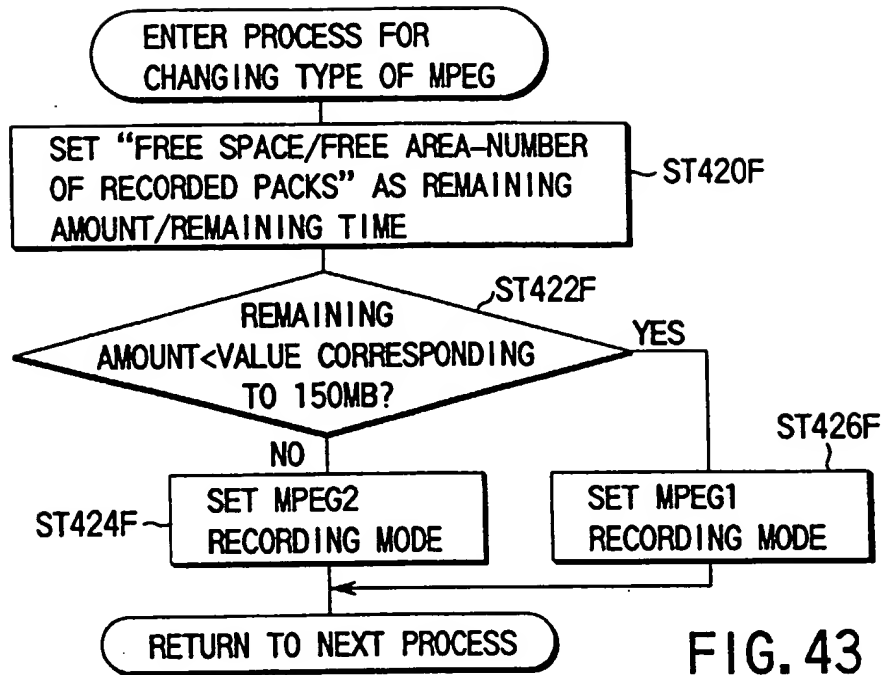 ENTER PROCESS FOR
CHANGING TYPE OF MPEG
SET “FREE SPACE/FREE AREA–NUMBER
OF RECORDED PACKS” AS REMAINING
AMOUNT/REMAINING TIME
ST420F
ST422F
REMAINING
AMOUNT<VALUE CORRESPONDING
TO 150MB?
YES
NO
ST426F
ST424F
SET MPEG2
RECORDING MODE
SET MPEG1
RECORDING MODE
RETURN TO NEXT PROCESS
FIG. 43